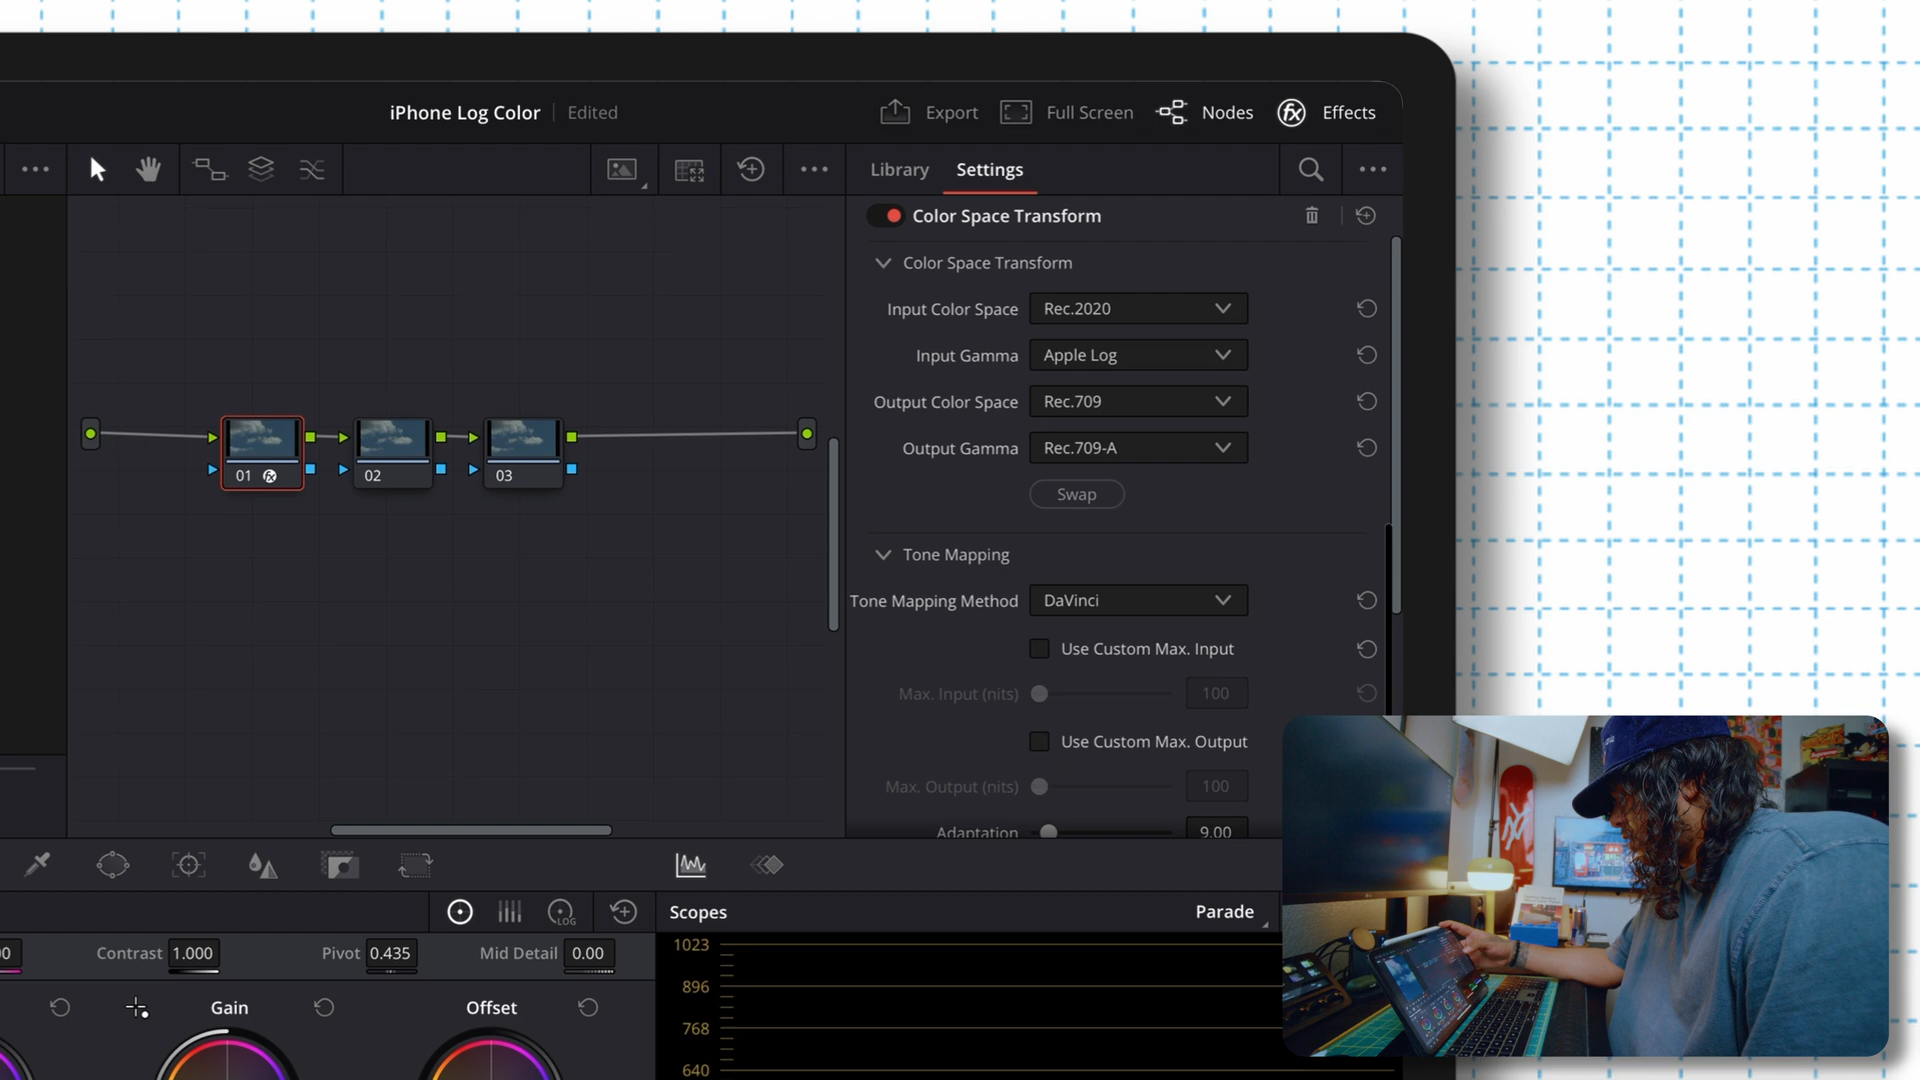 iPhone Log Color
Edited
Export
Full Screen
Nodes
Effects
Library
Settings
Color Space Transform
Color Space Transform
Input Color Space
Rec.2020
Input Gamma
Apple Log
Output Color Space
Rec.709
Output Gamma
Rec.709-A
Swap
Tone Mapping
Tone Mapping Method
DaVinci
Use Custom Max. Input
Max. Input (nits)
100
Use Custom Max. Output
Max. Output (nits)
100
Adaptation
9.00
01
02
03
LOG
Scopes
Parade
Contrast
1.000
Pivot
0.435
Mid Detail
0.00
Gain
Offset
1023
896
768
640